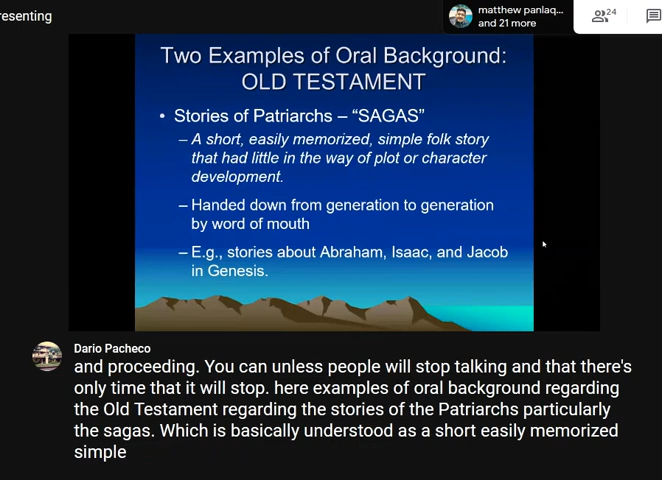 resenting
matthew panlaq...
and 21 more
24
Two Examples of Oral Background:
OLD TESTAMENT
• Stories of Patriarchs – “SAGAS”
– A short, easily memorized, simple folk story
that had little in the way of plot or character
development.
– Handed down from generation to generation
by word of mouth
– E.g., stories about Abraham, Isaac, and Jacob
in Genesis.
Dario Pacheco
and proceeding. You can unless people will stop talking and that there's
only time that it will stop. here examples of oral background regarding
the Old Testament regarding the stories of the Patriarchs particularly
the sagas. Which is basically understood as a short easily memorized
simple